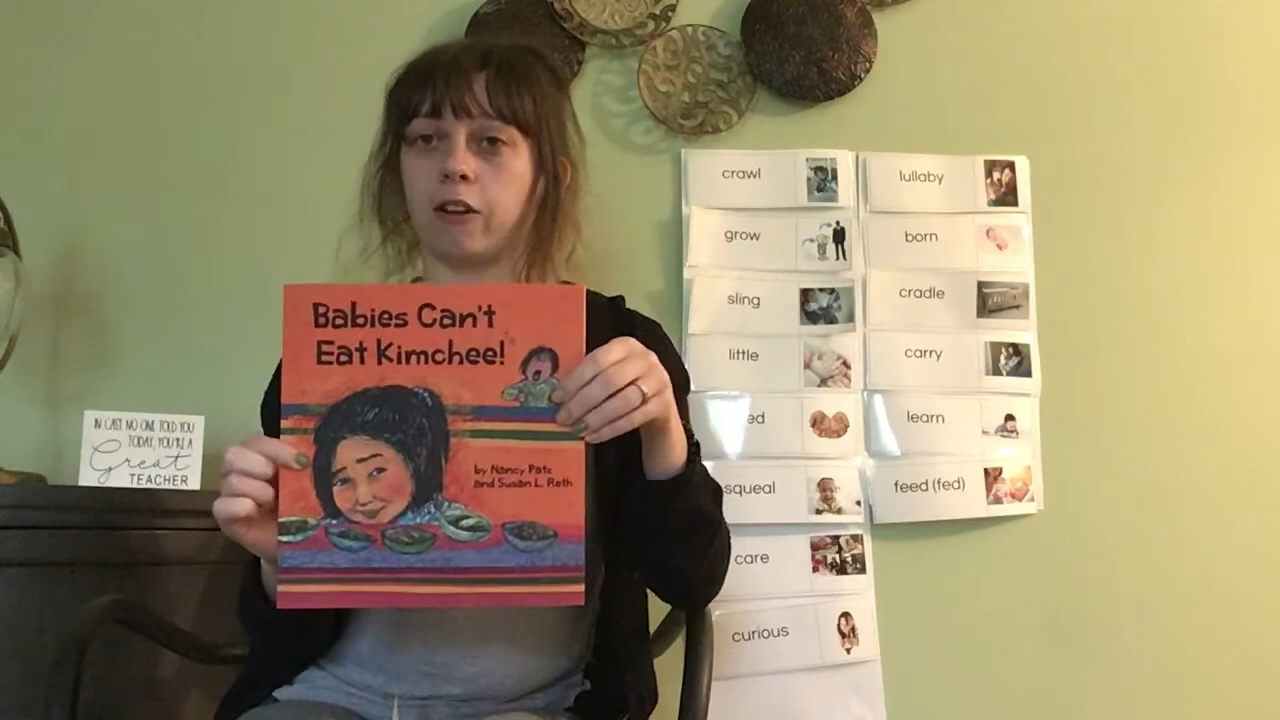 Babies Can't
Eat Kimchee!
by Nancy Patz
and Susan L. Roth
IN CASE NO ONE TOLD YOU
TODAY, YOU'RE A
Great
TEACHER
crawl
grow
sling
little
squeal
care
curious
lullaby
born
cradle
carry
learn
feed (fed)